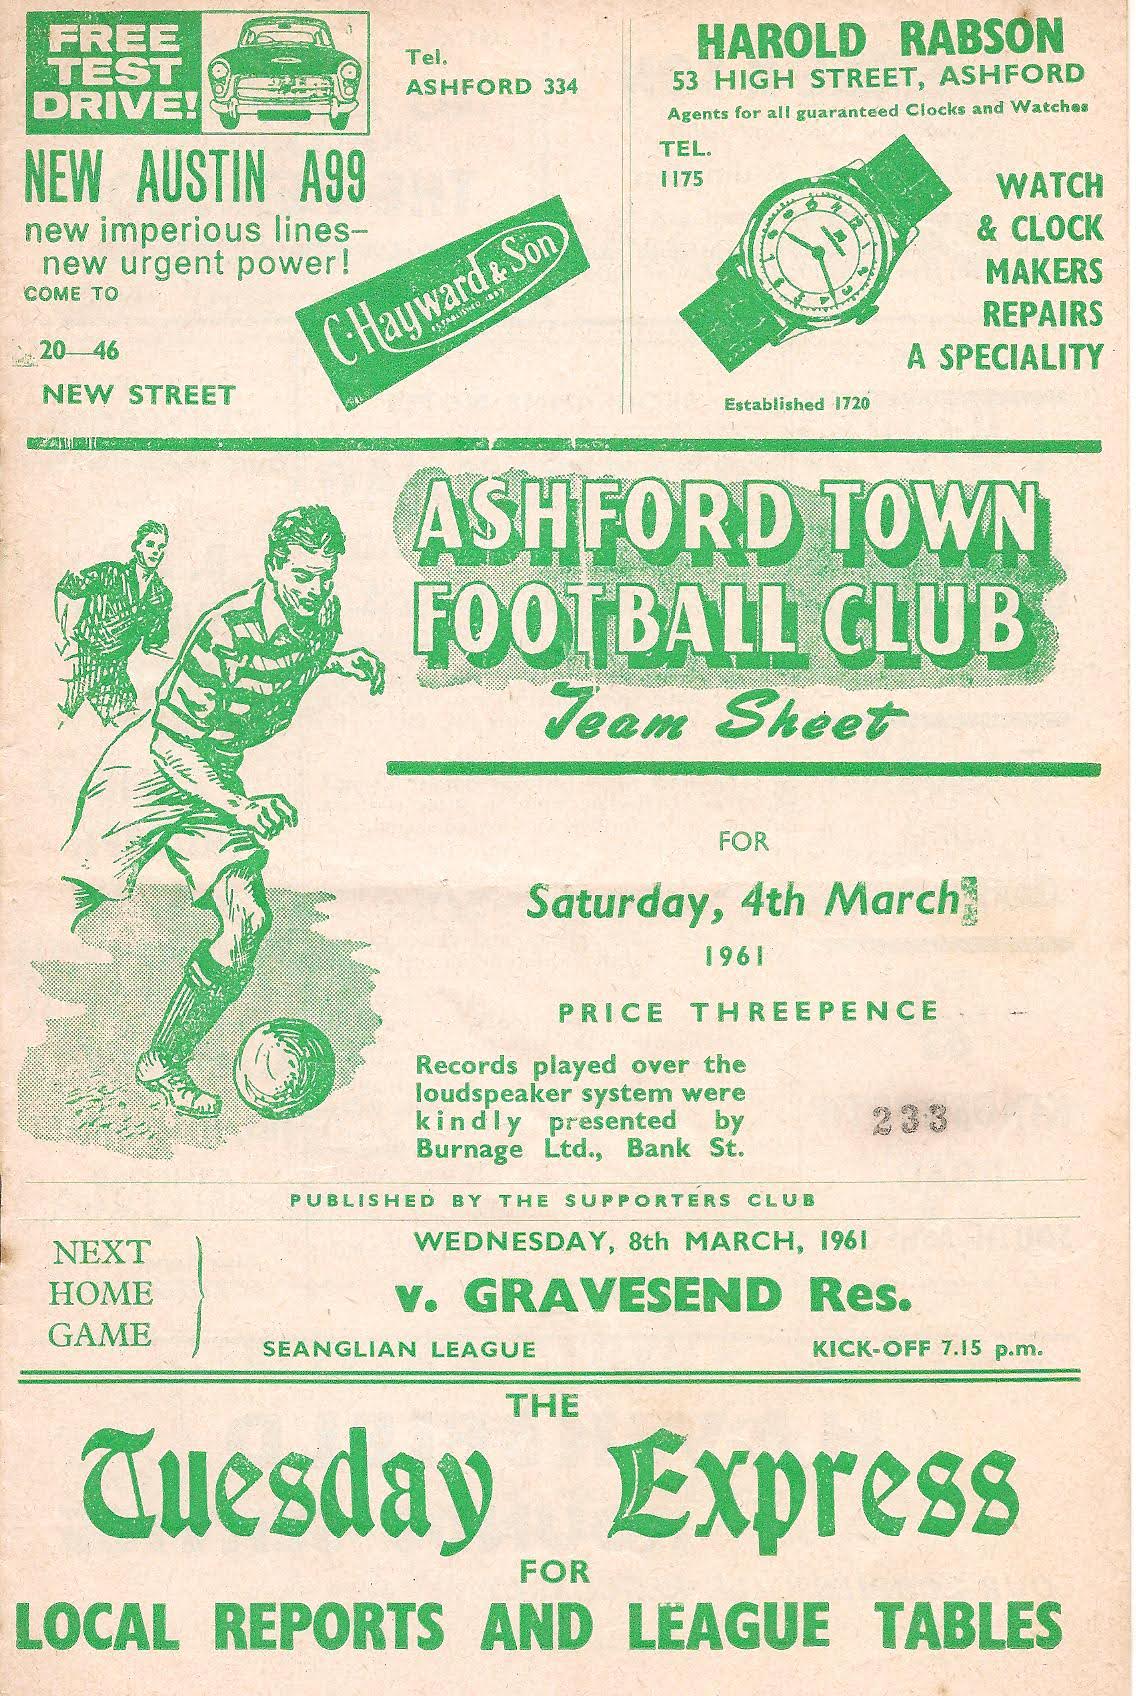 FREE
TEST
DRIVE!
Tel.
ASHFORD 334
NEW AUSTIN A99
new imperious lines-
new urgent power!
COME TO
20—46
NEW STREET
C. Hayward & Son
ESTABLISHED 1897
HAROLD RABSON
53 HIGH STREET, ASHFORD
Agents for all guaranteed Clocks and Watches
TEL.
1175
WATCH
& CLOCK
MAKERS
REPAIRS
A SPECIALITY
Established 1720
ASHFORD TOWN
FOOTBALL CLUB
Team Sheet
FOR
Saturday, 4th March
1961
PRICE THREEPENCE
Records played over the
loudspeaker system were
kindly presented by
Burnage Ltd., Bank St.
233
PUBLISHED BY THE SUPPORTERS CLUB
NEXT
HOME
GAME
WEDNESDAY, 8th MARCH, 1961
v. GRAVESEND Res.
SEANGLIAN LEAGUE KICK-OFF 7.15 p.m.
THE
Tuesday Express
FOR
LOCAL REPORTS AND LEAGUE TABLES